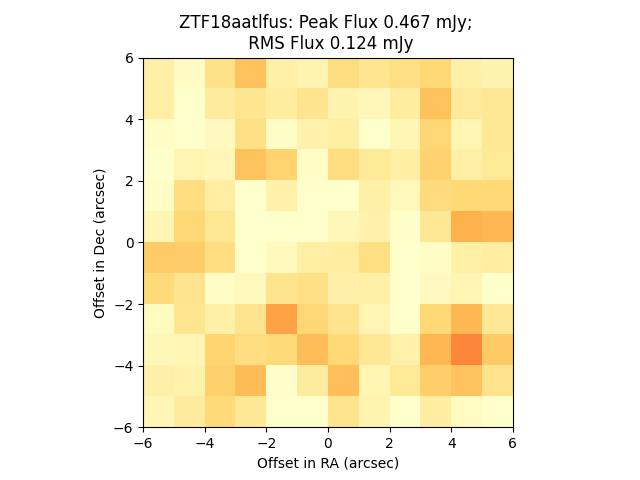 ZTF18aatlfus: Peak Flux 0.467 mJy;
RMS Flux 0.124 mJy
6
4
2
0
−2
−4
−6
Offset in Dec (arcsec)
−6 −4 −2 0 2 4 6
Offset in RA (arcsec)